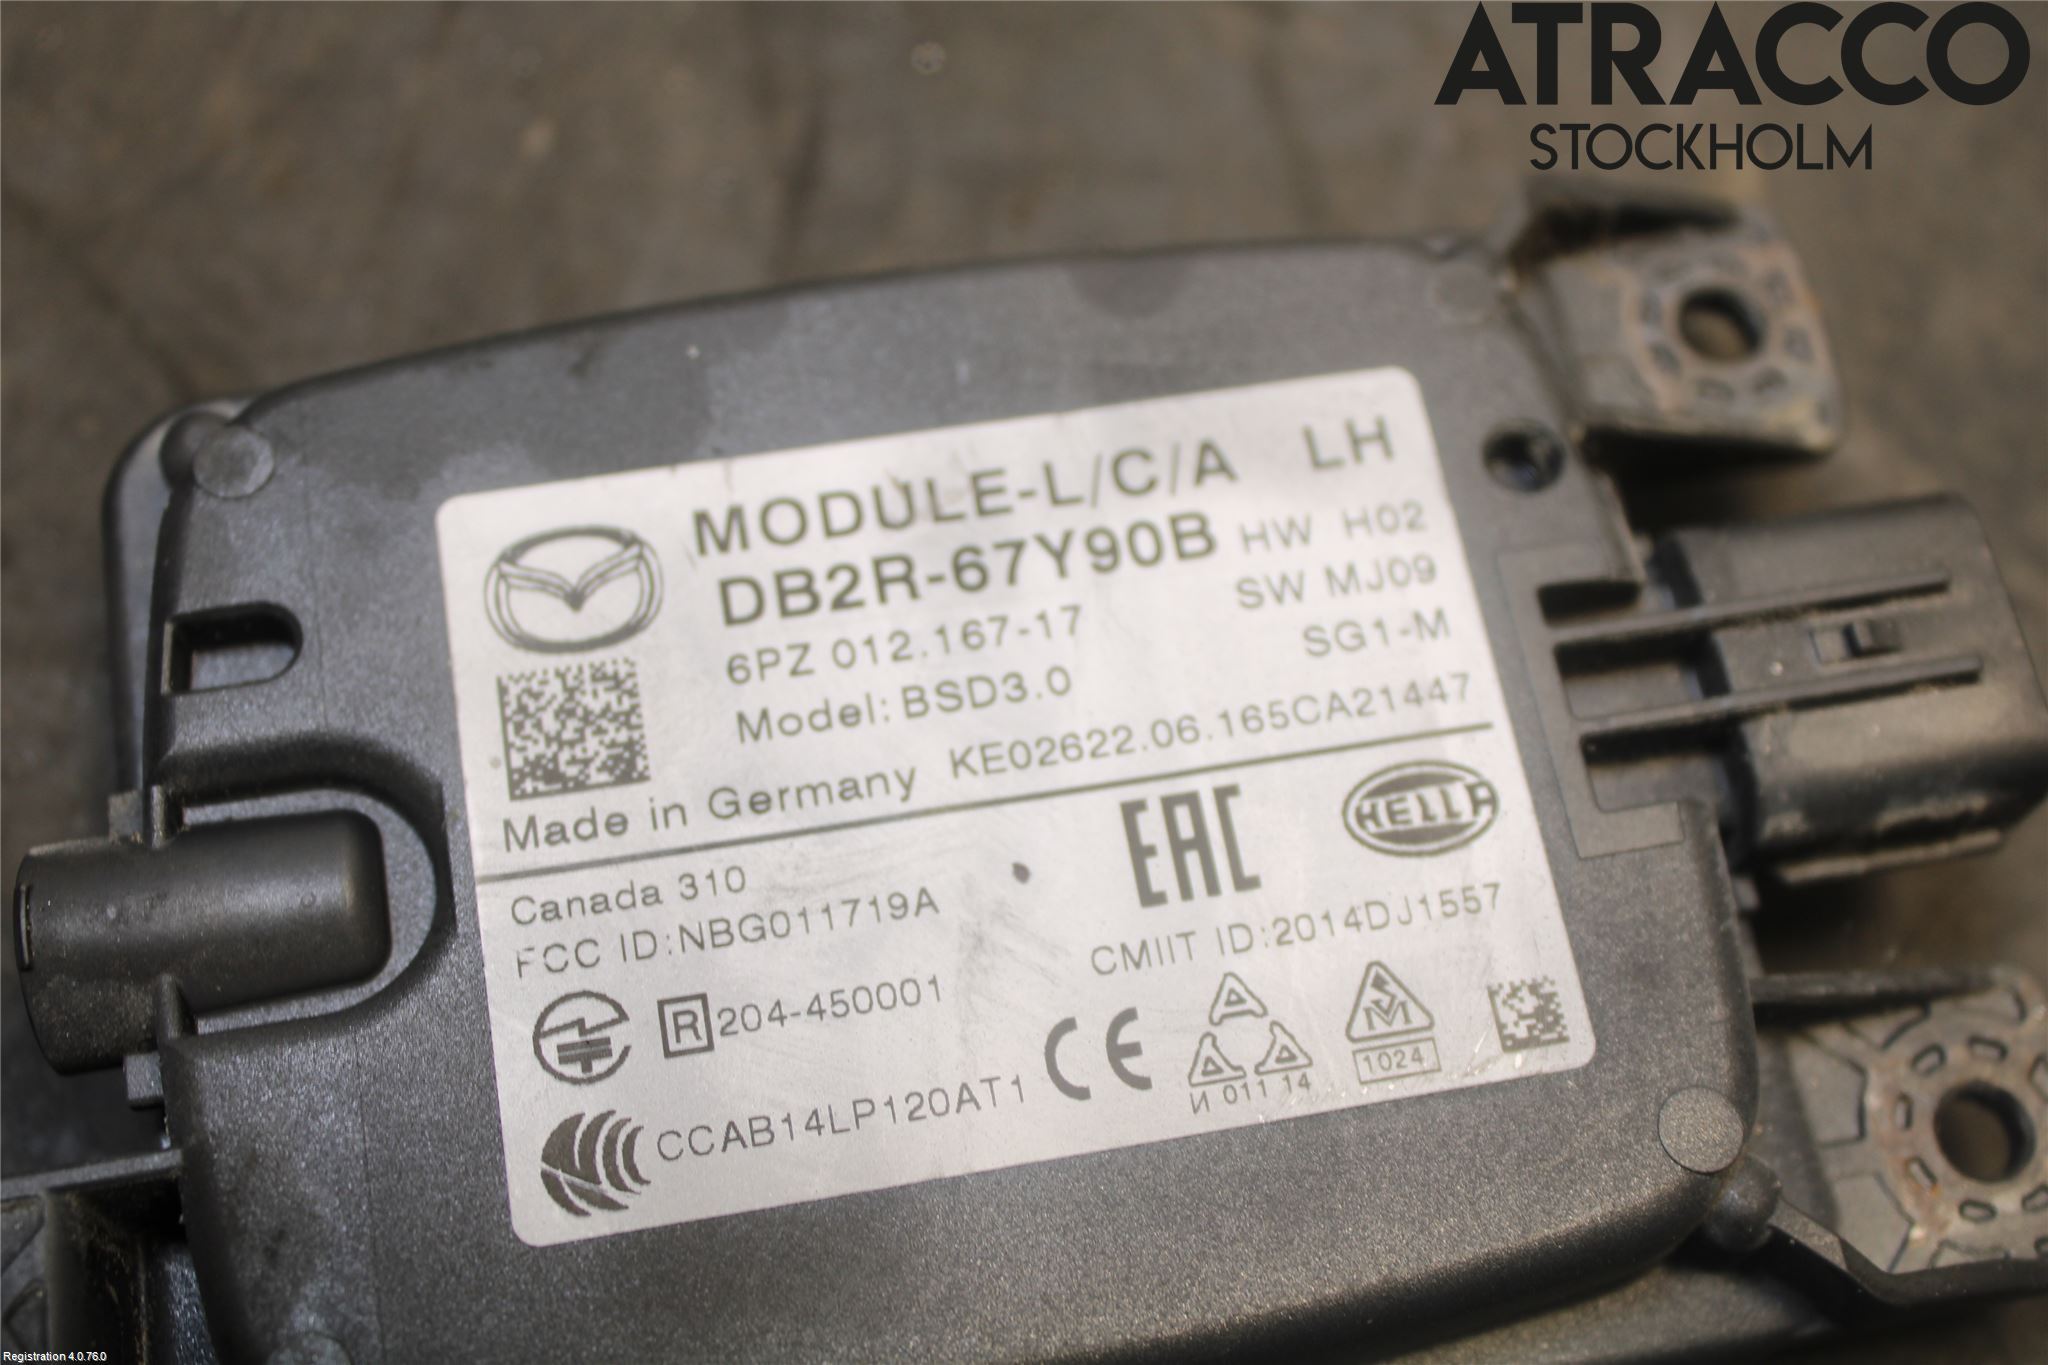 ATRACCO
STOCKHOLM
MODULE-L/C/A LH
DB2R-67Y90B HW H02
6PZ 012.167-17 SW MJ09
Model: BSD3.0 SG1-M
Made in Germany KE02622.06.165CA21447
Canada 310
FCC ID:NBG011719A
EAC
HELLA
CMIIT ID:2014DJ1557
R 204-450001
CE
И 011 14
1024
CCAB14LP120AT1
Registration 4.0.76.0